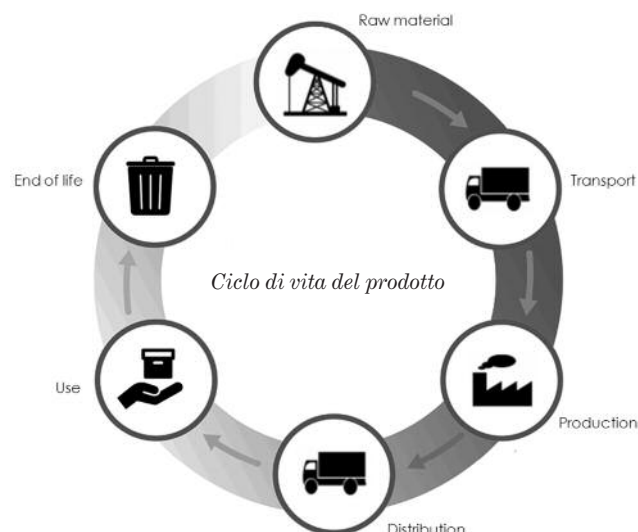 Raw material
Transport
Production
Distribution
Use
End of life
Ciclo di vita del prodotto